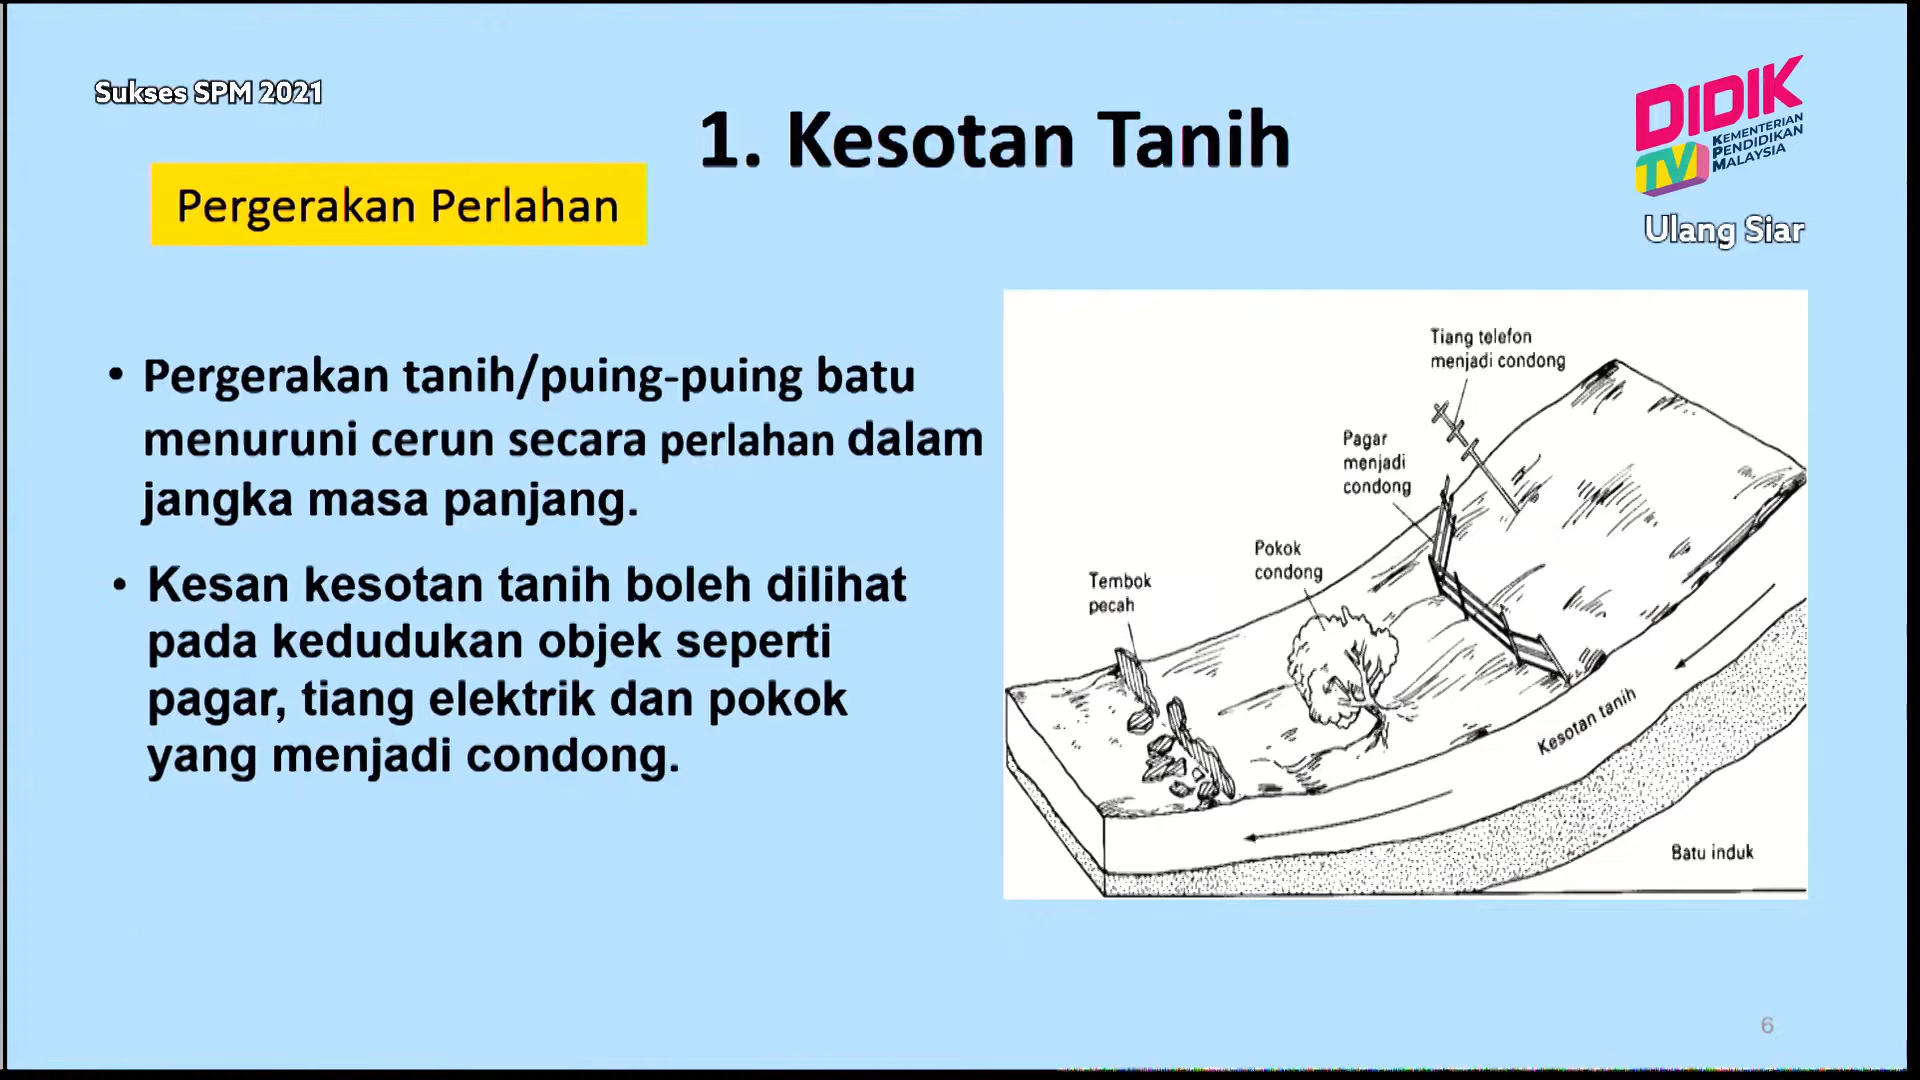 Sukses SPM 2021
1. Kesotan Tanih
DIDIK
TV
KEMENTERIAN
PENDIDIKAN
MALAYSIA
Ulang Siar
Pergerakan Perlahan
• Pergerakan tanih/puing-puing batu
menuruni cerun secara perlahan dalam
jangka masa panjang.
• Kesan kesotan tanih boleh dilihat
pada kedudukan objek seperti
pagar, tiang elektrik dan pokok
yang menjadi condong.
Tiang telefon
menjadi condong
Pagar
menjadi
condong
Pokok
condong
Tembok
pecah
Kesotan tanih
Batu induk
6